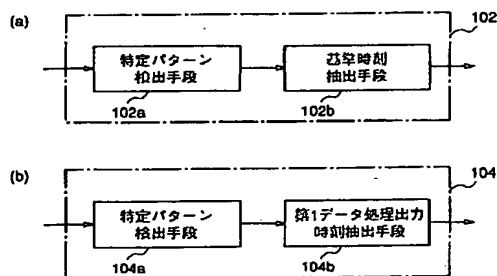 (a)
102
特定パターン
検出手段
基準時刻
抽出手段
102a
102b
(b)
104
特定パターン
検出手段
第1データ処理出力
時刻抽出手段
104a
104b